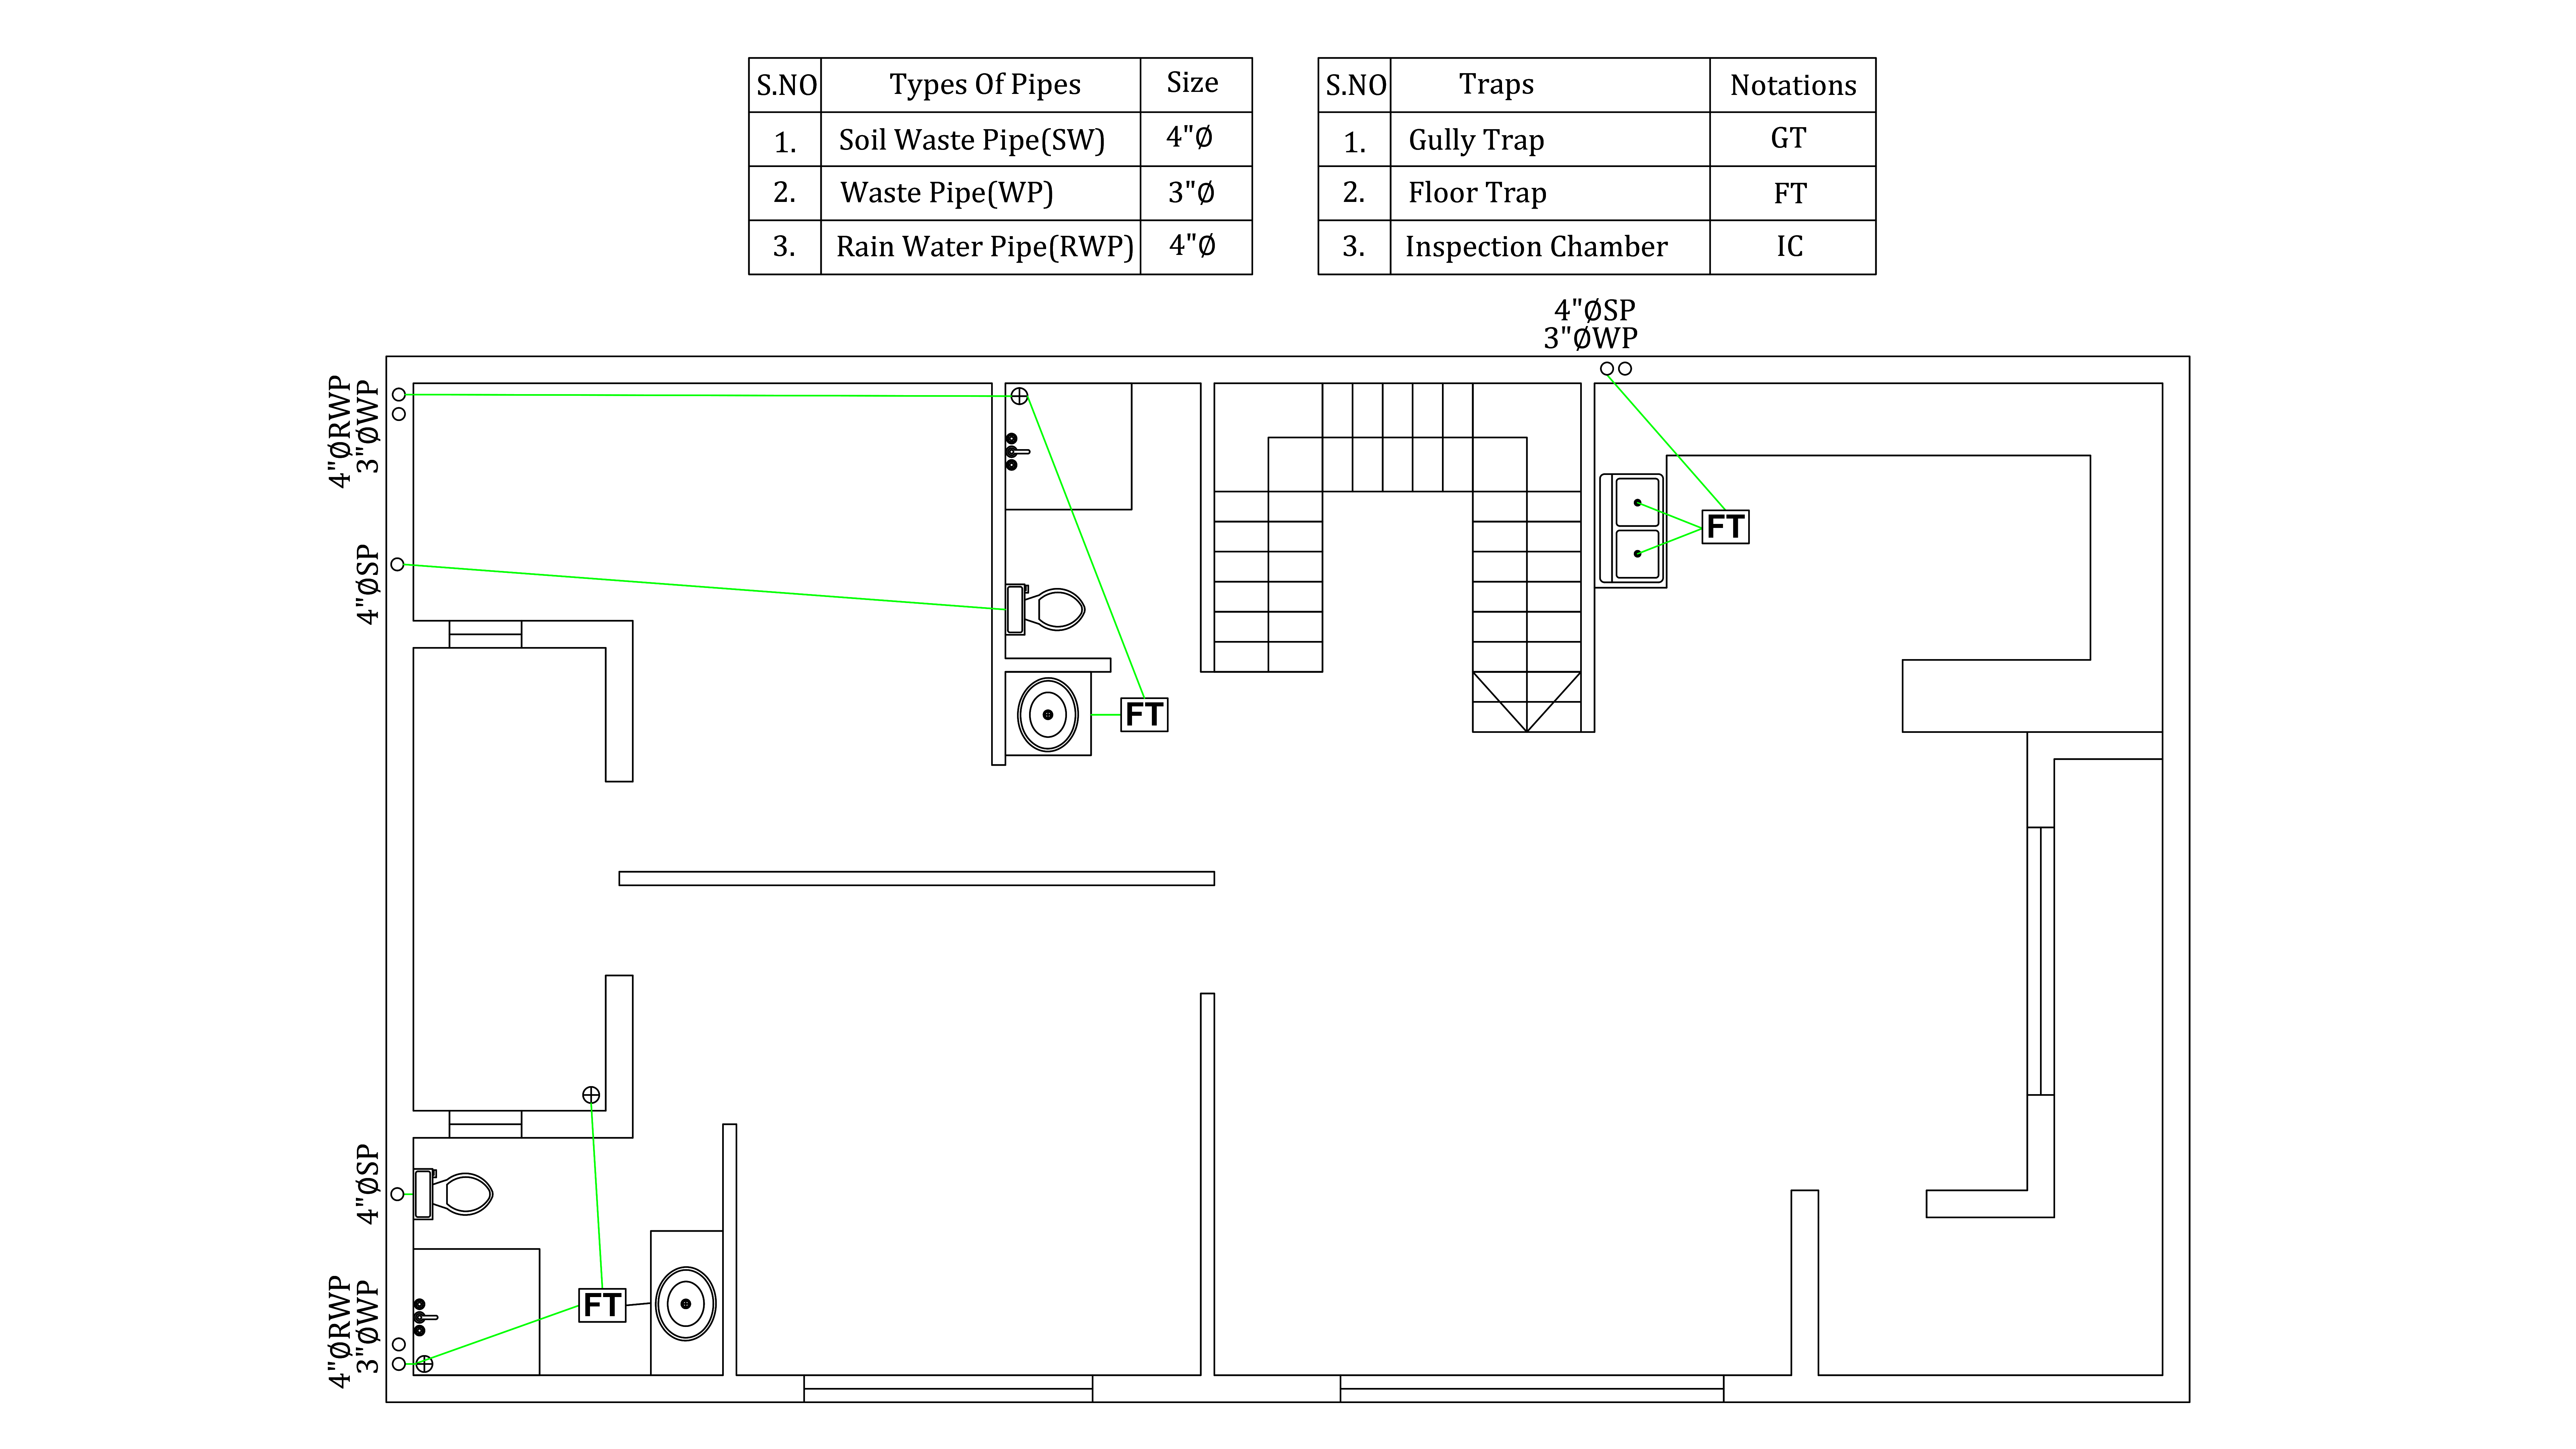 S.NO Types Of Pipes Size
1. Soil Waste Pipe(SW) 4"Ø
2. Waste Pipe(WP) 3"Ø
3. Rain Water Pipe(RWP) 4"Ø
S.NO Traps Notations
1. Gully Trap GT
2. Floor Trap FT
3. Inspection Chamber IC
4"ØSP
3"ØWP
4"ØRWP
3"ØWP
4"ØSP
FT
FT
4"ØSP
4"ØRWP
3"ØWP
FT